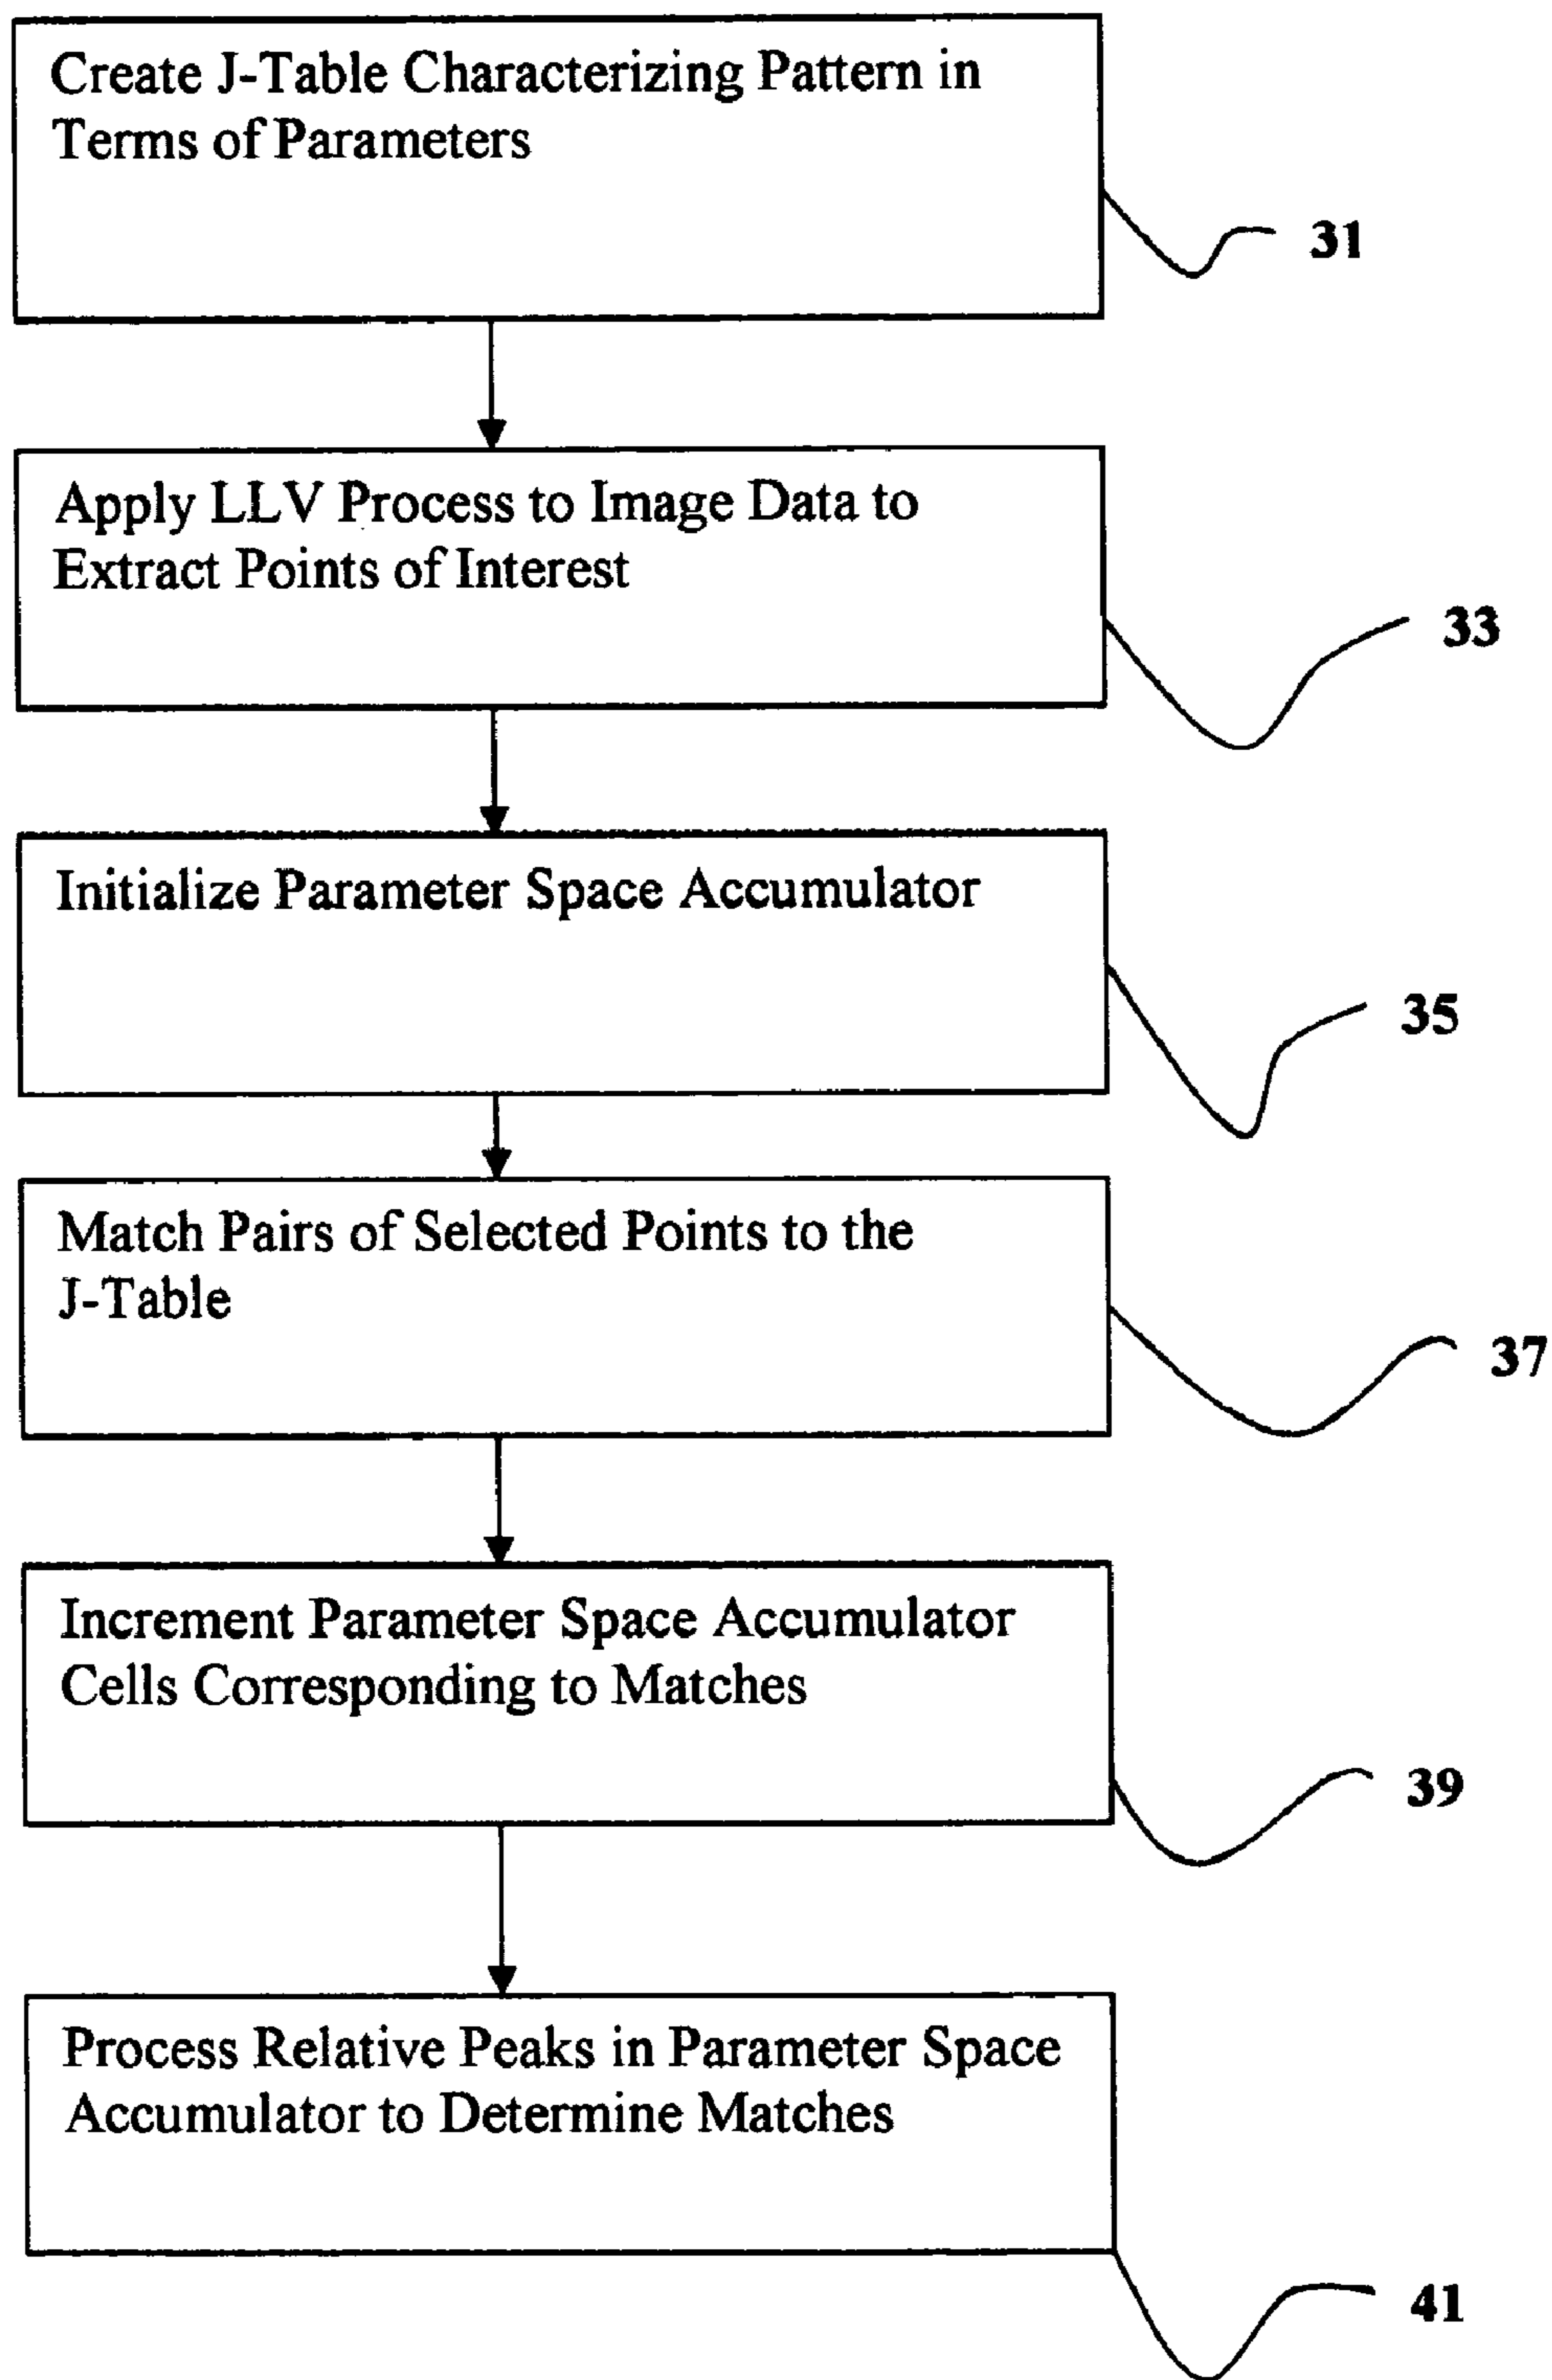 Create J-Table Characterizing Pattern in
Terms of Parameters
31
Apply LLV Process to Image Data to
Extract Points of Interest
33
Initialize Parameter Space Accumulator
35
Match Pairs of Selected Points to the
J-Table
37
Increment Parameter Space Accumulator
Cells Corresponding to Matches
39
Process Relative Peaks in Parameter Space
Accumulator to Determine Matches
41